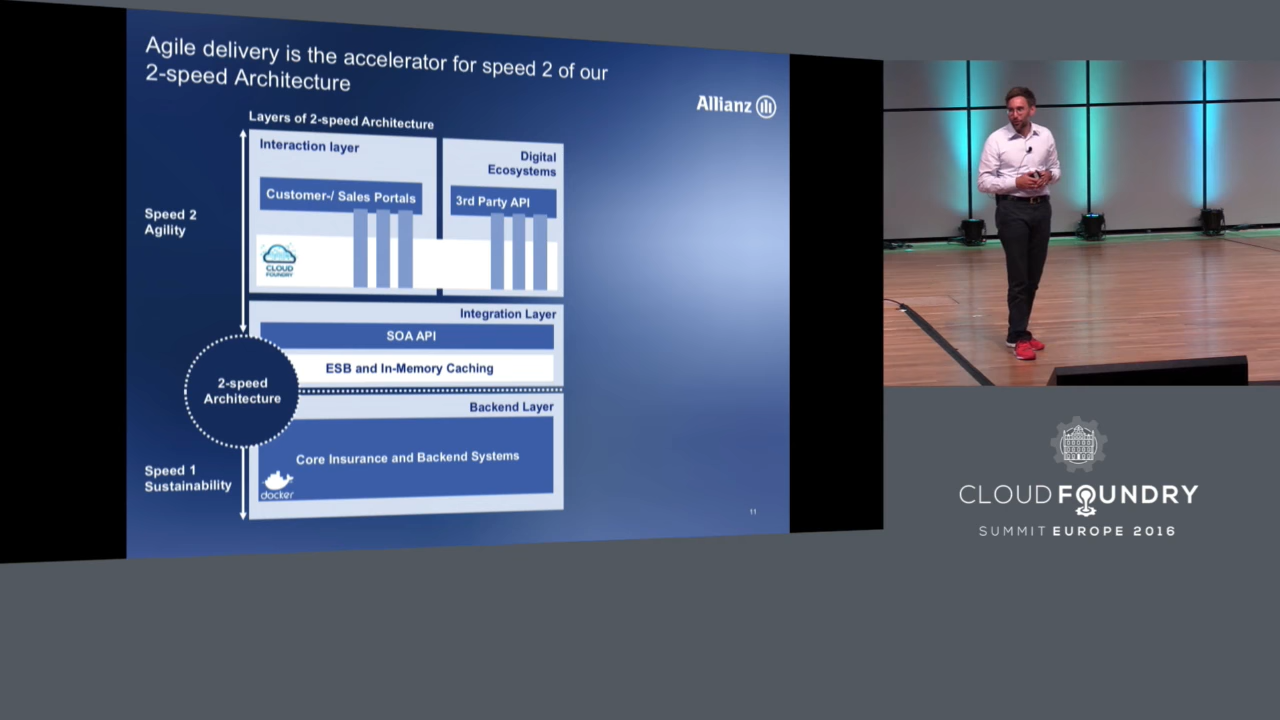 Agile delivery is the accelerator for speed 2 of our
2-speed Architecture
Allianz
Layers of 2-speed Architecture
Interaction layer
Digital
Ecosystems
Customer-/ Sales Portals
3rd Party API
Speed 2
Agility
CLOUD
FOUNDRY
Integration Layer
SOA API
ESB and In-Memory Caching
2-speed
Architecture
Backend Layer
Core Insurance and Backend Systems
Speed 1
Sustainability
docker
11
CLOUD FOUNDRY
SUMMIT EUROPE 2016